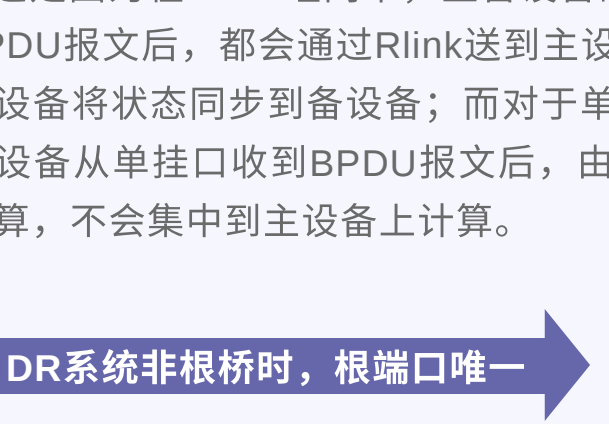 PDU报文后，都会通过Rlink送到主设
设备将状态同步到备设备；而对于单
设备从单挂口收到BPDU报文后，由
算，不会集中到主设备上计算。
DR系统非根桥时，根端口唯一